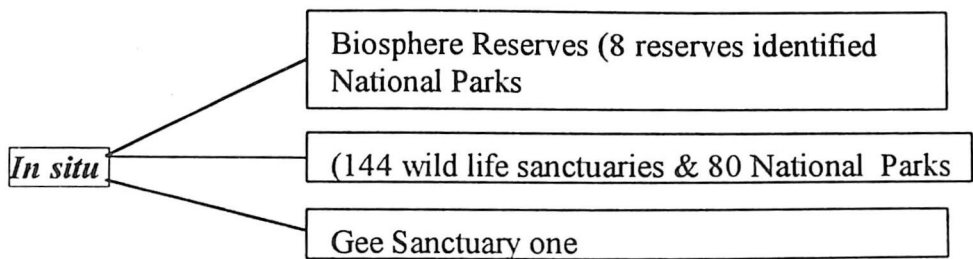 Biosphere Reserves (8 reserves identified
National Parks
In situ
(144 wild life sanctuaries & 80 National Parks
Gee Sanctuary one